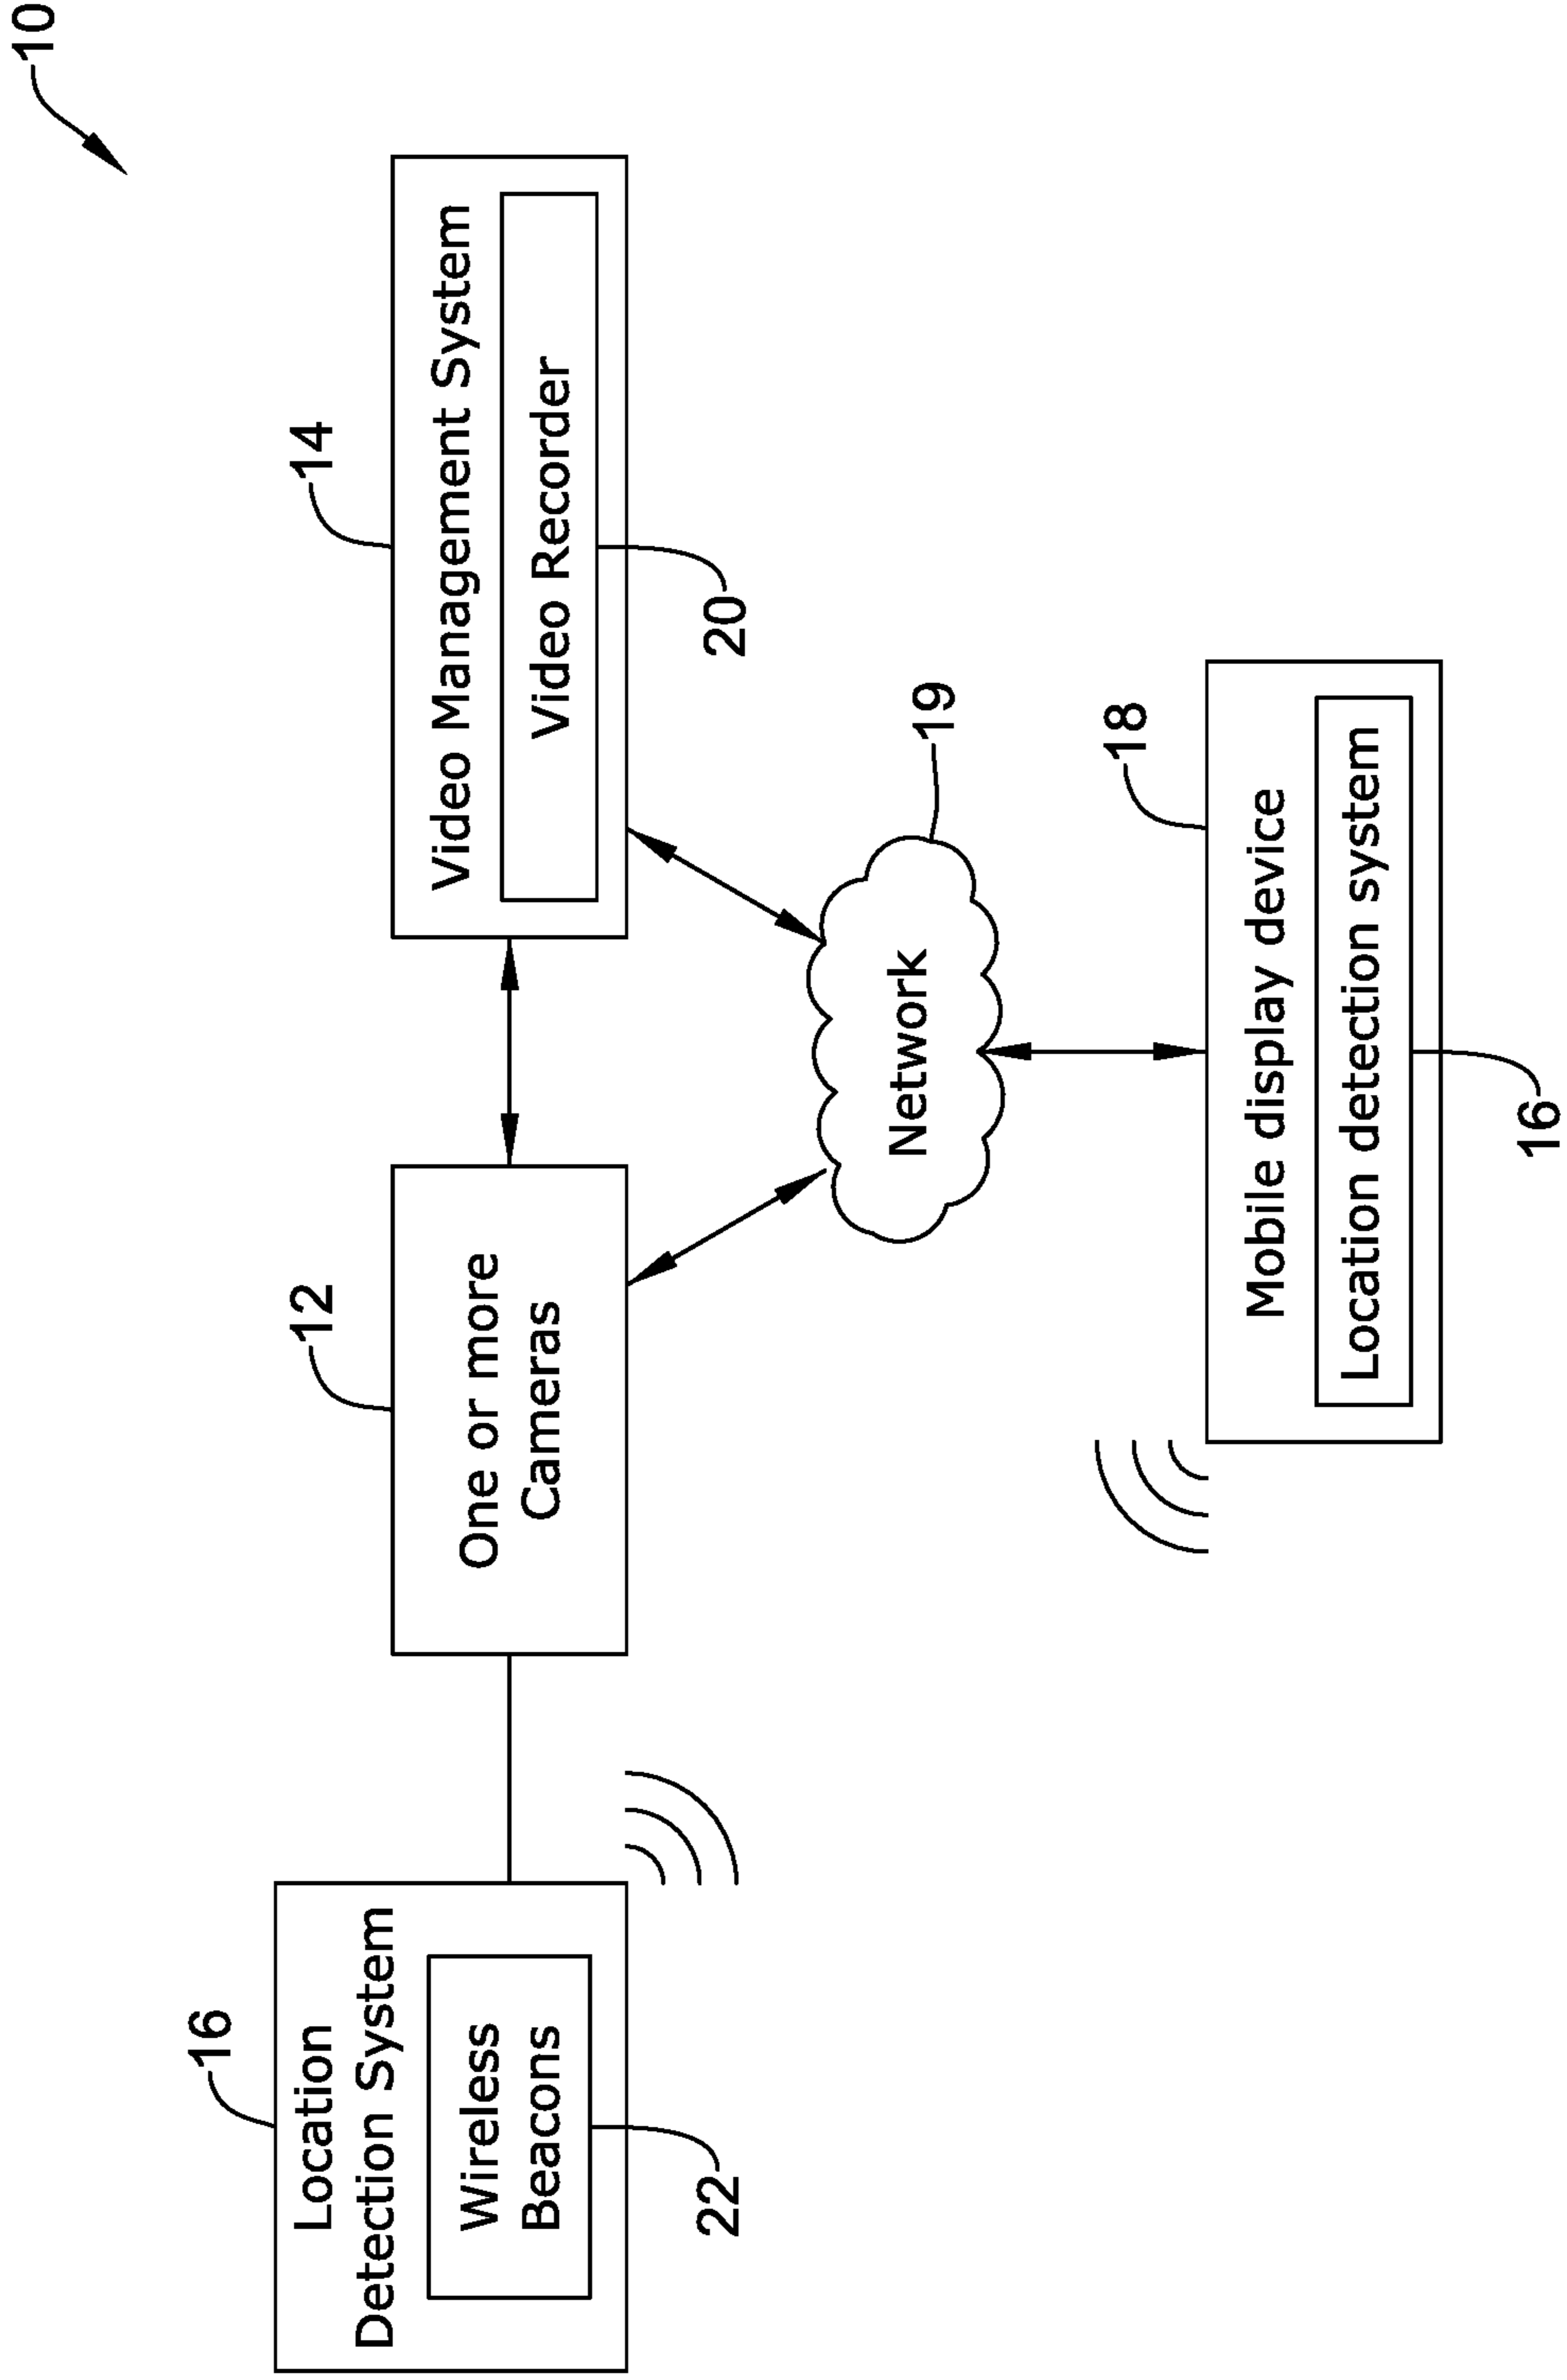 10
16
Location
Detection System
Wireless
Beacons
22
12
One or more
Cameras
14
Video Management System
Video Recorder
20
Network
19
18
Mobile display device
Location detection system
16